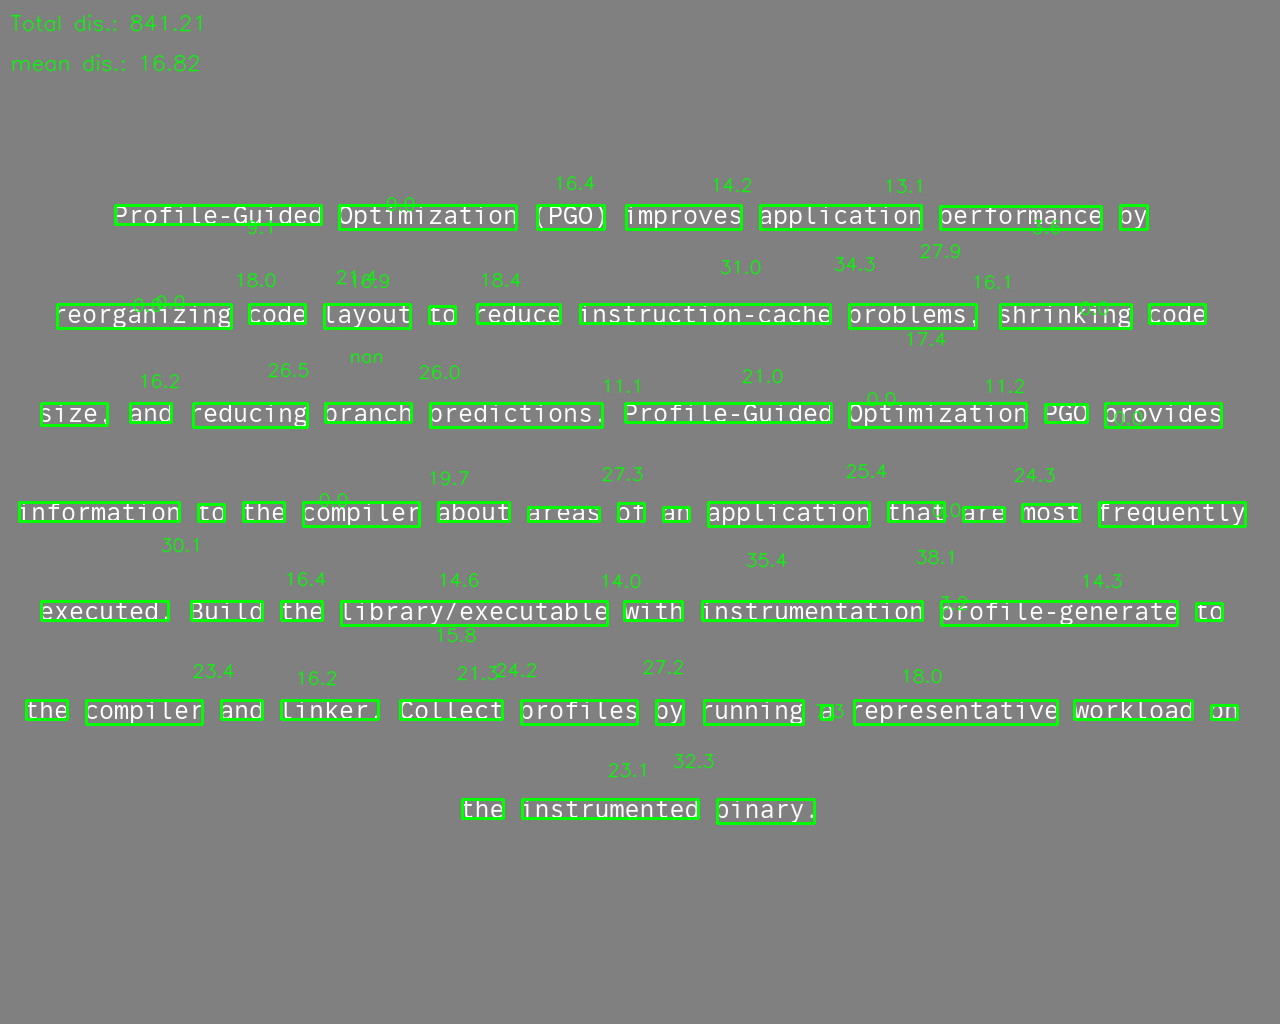 Total dis.: 841.21
mean dis.: 16.82
16.4 14.2 13.1
Profile-Guided Optimization (PGO) improves application performance by
18.0 18.4 31.0 34.3 27.9 16.1
reorganizing code layout to reduce instruction-cache problems, shrinking code
17.4
nan
16.2 26.5 26.0 11.1 21.0 11.2
size, and reducing branch predictions. Profile-Guided Optimization PGO provides
19.7 27.3 25.4 24.3
information to the compiler about areas of an application that are most frequently
30.1 35.4 38.1
16.4 14.6 14.0 14.3
executed. Build the library/executable with instrumentation profile-generate to
15.8
23.4 16.2 21.3 24.2 27.2 18.0
the compiler and linker. Collect profiles by running a representative workload on
23.1 32.3
the instrumented binary.